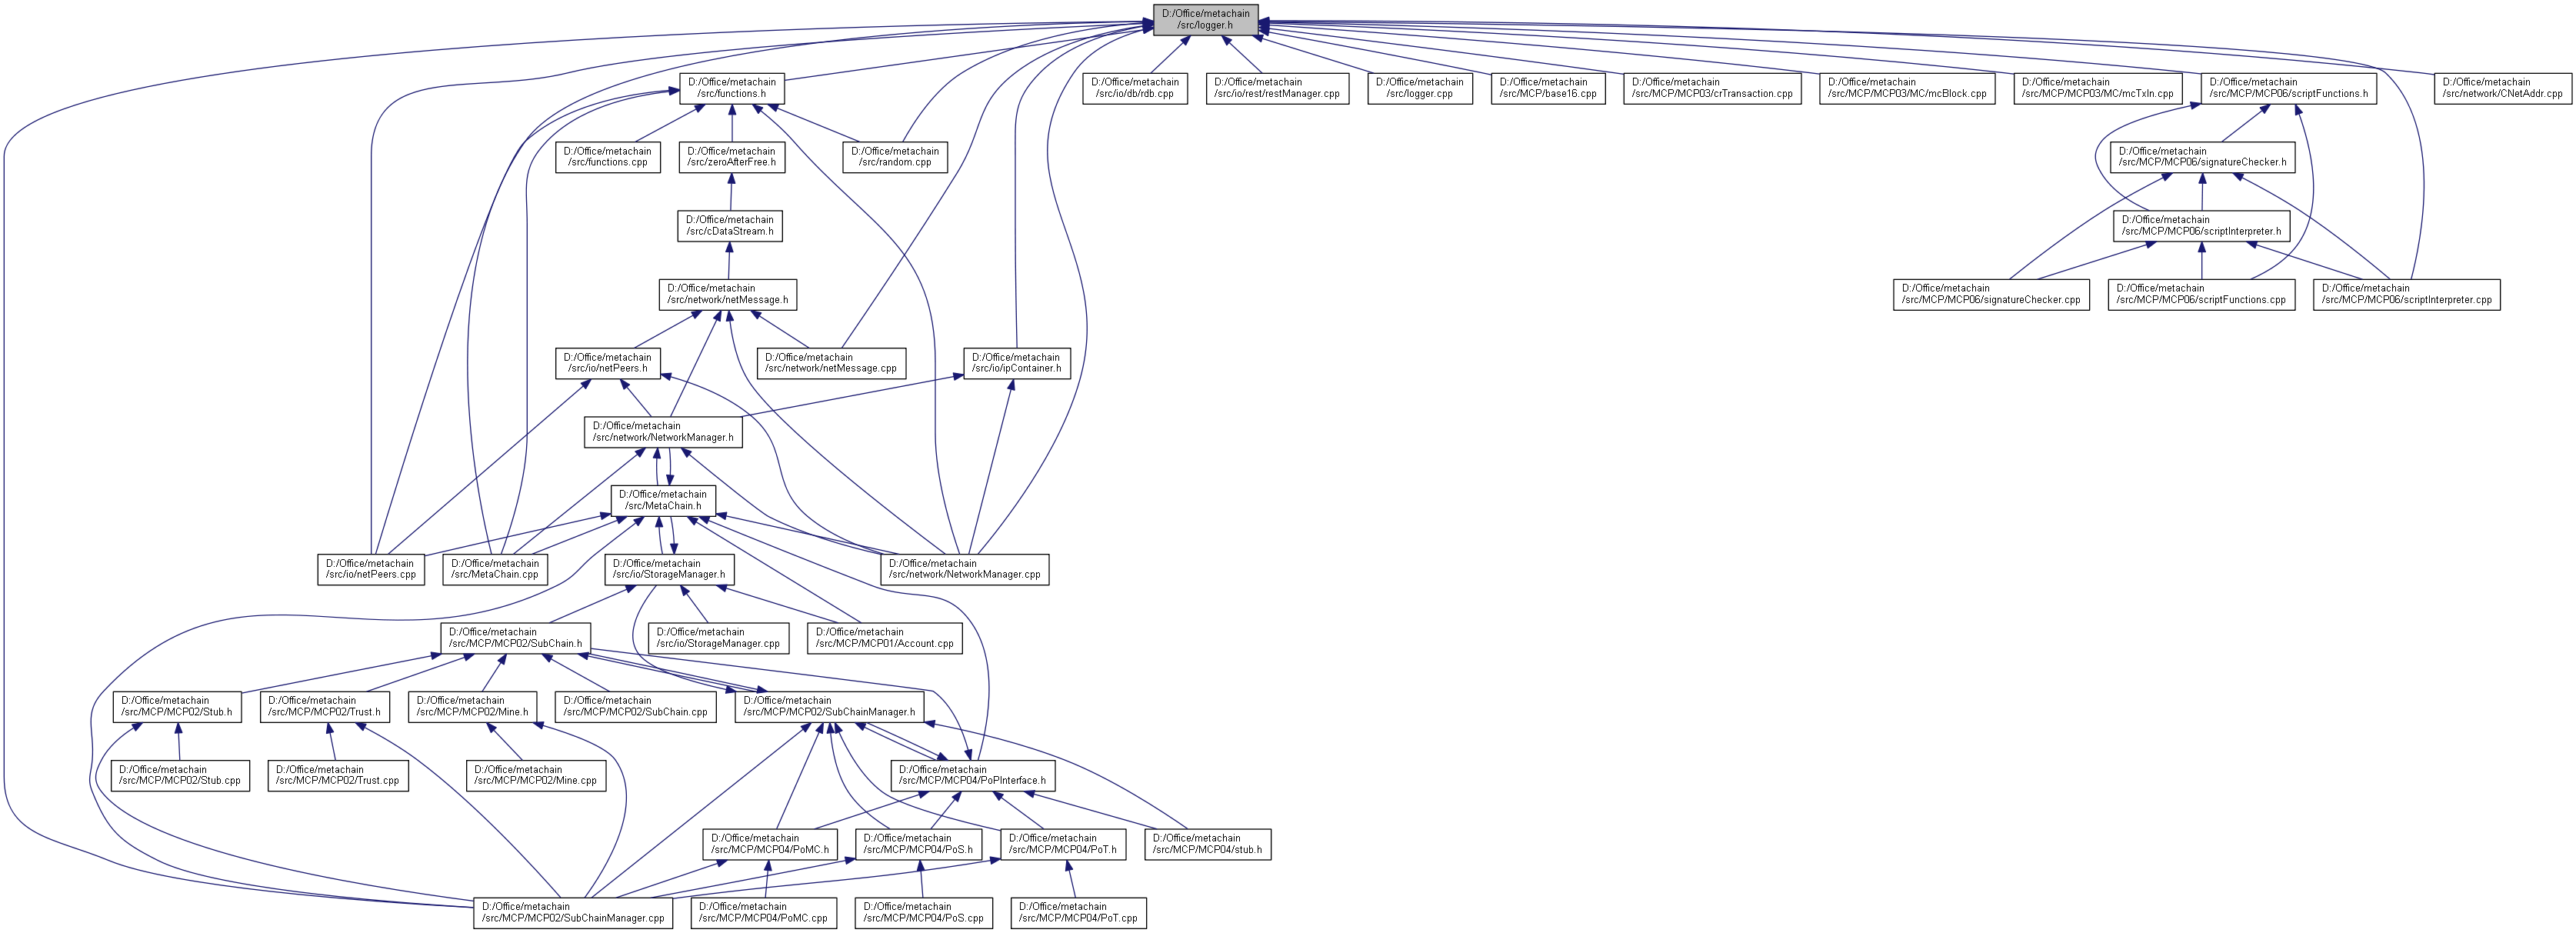 D:/Office/metachain
/src/logger.h
D:/Office/metachain
/src/functions.h
D:/Office/metachain
/src/io/db/rdb.cpp
D:/Office/metachain
/src/io/rest/restManager.cpp
D:/Office/metachain
/src/logger.cpp
D:/Office/metachain
/src/MCP/base16.cpp
D:/Office/metachain
/src/MCP/MCP03/crTransaction.cpp
D:/Office/metachain
/src/MCP/MCP03/MC/mcBlock.cpp
D:/Office/metachain
/src/MCP/MCP03/MC/mcTxIn.cpp
D:/Office/metachain
/src/MCP/MCP06/scriptFunctions.h
D:/Office/metachain
/src/network/CNetAddr.cpp
D:/Office/metachain
/src/functions.cpp
D:/Office/metachain
/src/zeroAfterFree.h
D:/Office/metachain
/src/random.cpp
D:/Office/metachain
/src/MCP/MCP06/signatureChecker.h
D:/Office/metachain
/src/cDataStream.h
D:/Office/metachain
/src/MCP/MCP06/scriptInterpreter.h
D:/Office/metachain
/src/network/netMessage.h
D:/Office/metachain
/src/MCP/MCP06/signatureChecker.cpp
D:/Office/metachain
/src/MCP/MCP06/scriptFunctions.cpp
D:/Office/metachain
/src/MCP/MCP06/scriptInterpreter.cpp
D:/Office/metachain
/src/io/netPeers.h
D:/Office/metachain
/src/network/netMessage.cpp
D:/Office/metachain
/src/io/ipContainer.h
D:/Office/metachain
/src/network/NetworkManager.h
D:/Office/metachain
/src/MetaChain.h
D:/Office/metachain
/src/io/netPeers.cpp
D:/Office/metachain
/src/MetaChain.cpp
D:/Office/metachain
/src/io/StorageManager.h
D:/Office/metachain
/src/network/NetworkManager.cpp
D:/Office/metachain
/src/MCP/MCP02/SubChain.h
D:/Office/metachain
/src/io/StorageManager.cpp
D:/Office/metachain
/src/MCP/MCP01/Account.cpp
D:/Office/metachain
/src/MCP/MCP02/Stub.h
D:/Office/metachain
/src/MCP/MCP02/Trust.h
D:/Office/metachain
/src/MCP/MCP02/Mine.h
D:/Office/metachain
/src/MCP/MCP02/SubChain.cpp
D:/Office/metachain
/src/MCP/MCP02/SubChainManager.h
D:/Office/metachain
/src/MCP/MCP02/Stub.cpp
D:/Office/metachain
/src/MCP/MCP02/Trust.cpp
D:/Office/metachain
/src/MCP/MCP02/Mine.cpp
D:/Office/metachain
/src/MCP/MCP04/PoPInterface.h
D:/Office/metachain
/src/MCP/MCP04/PoMC.h
D:/Office/metachain
/src/MCP/MCP04/PoS.h
D:/Office/metachain
/src/MCP/MCP04/PoT.h
D:/Office/metachain
/src/MCP/MCP04/stub.h
D:/Office/metachain
/src/MCP/MCP02/SubChainManager.cpp
D:/Office/metachain
/src/MCP/MCP04/PoMC.cpp
D:/Office/metachain
/src/MCP/MCP04/PoS.cpp
D:/Office/metachain
/src/MCP/MCP04/PoT.cpp